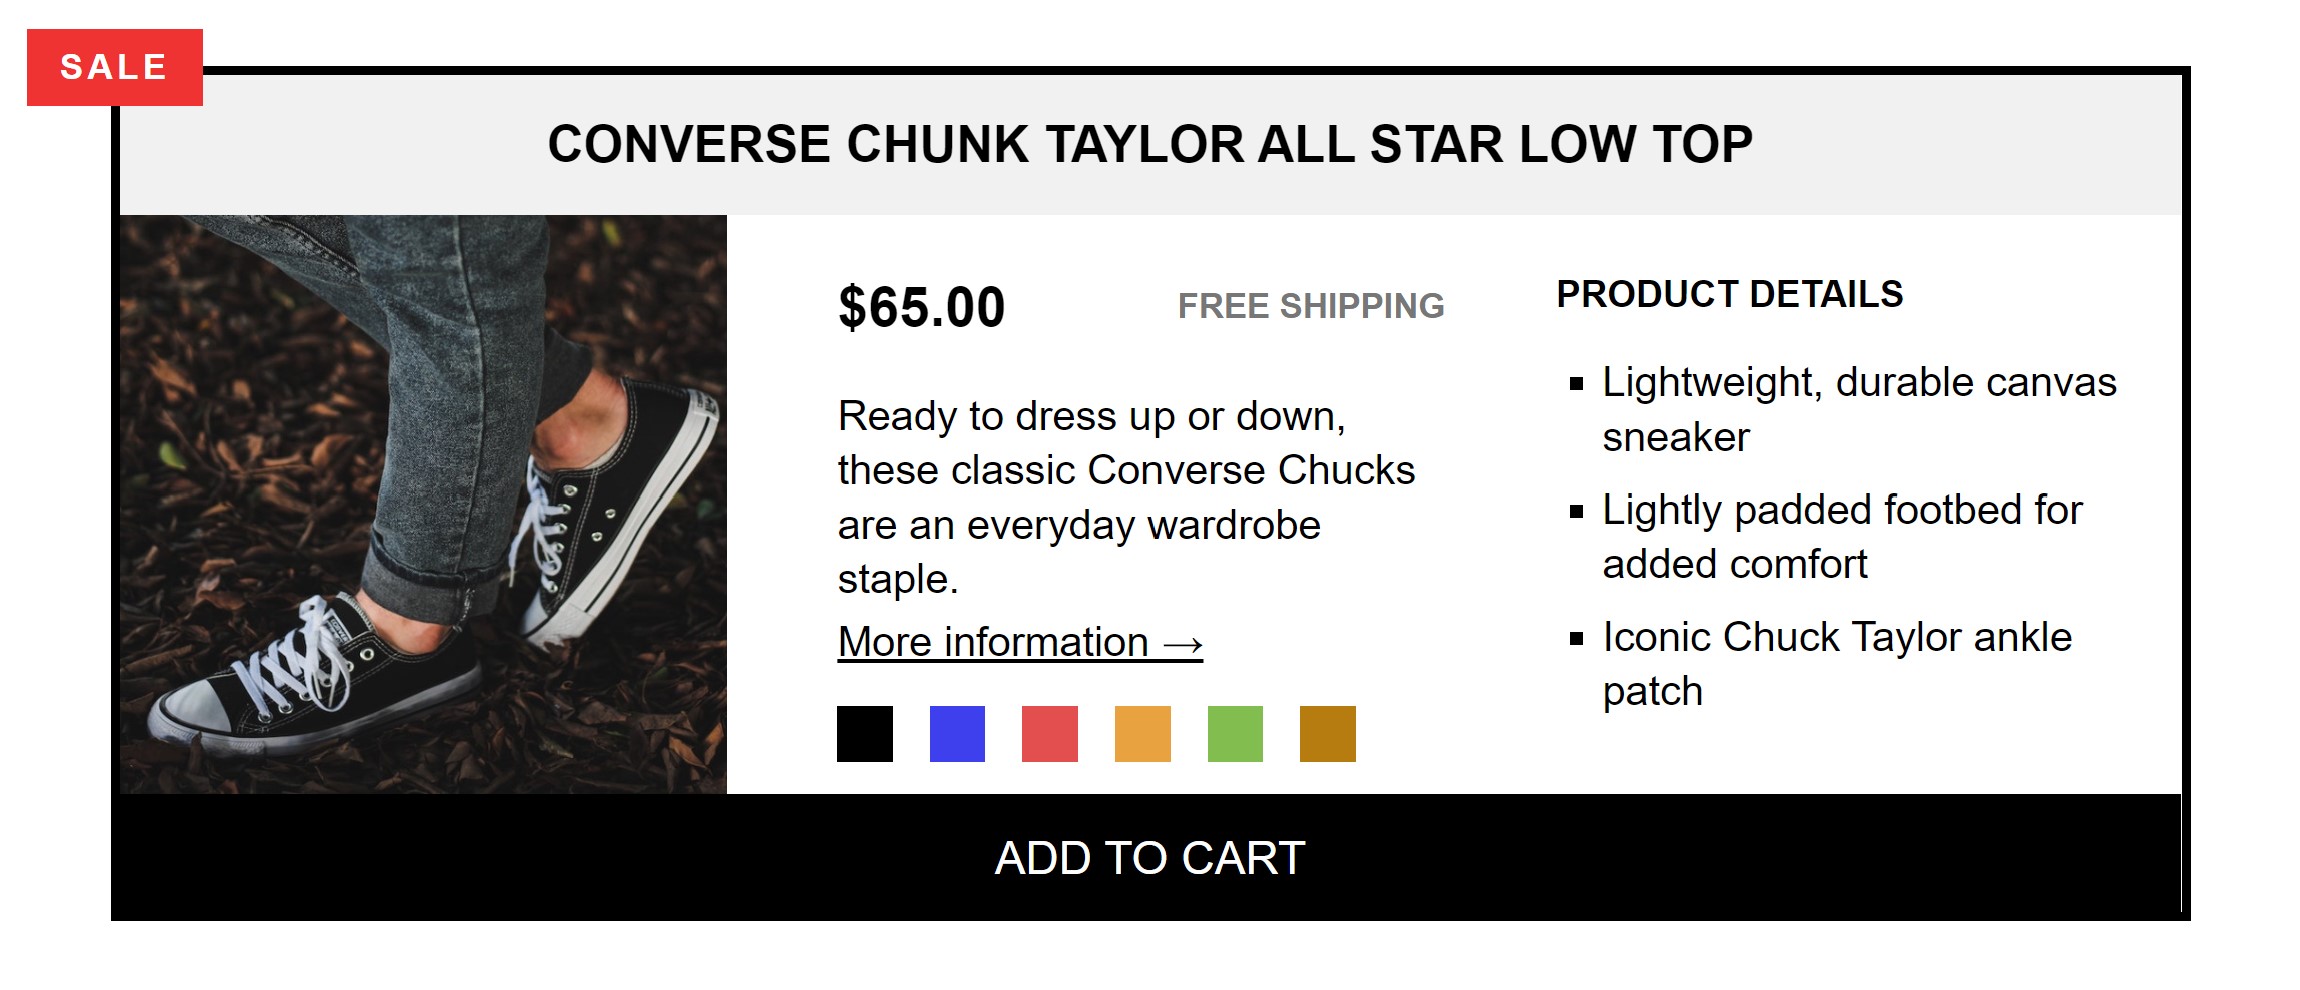 SALE
CONVERSE CHUNK TAYLOR ALL STAR LOW TOP
$65.00
FREE SHIPPING
Ready to dress up or down,
these classic Converse Chucks
are an everyday wardrobe
staple.
More information →
PRODUCT DETAILS
▪ Lightweight, durable canvas
sneaker
▪ Lightly padded footbed for
added comfort
▪ Iconic Chuck Taylor ankle
patch
ADD TO CART